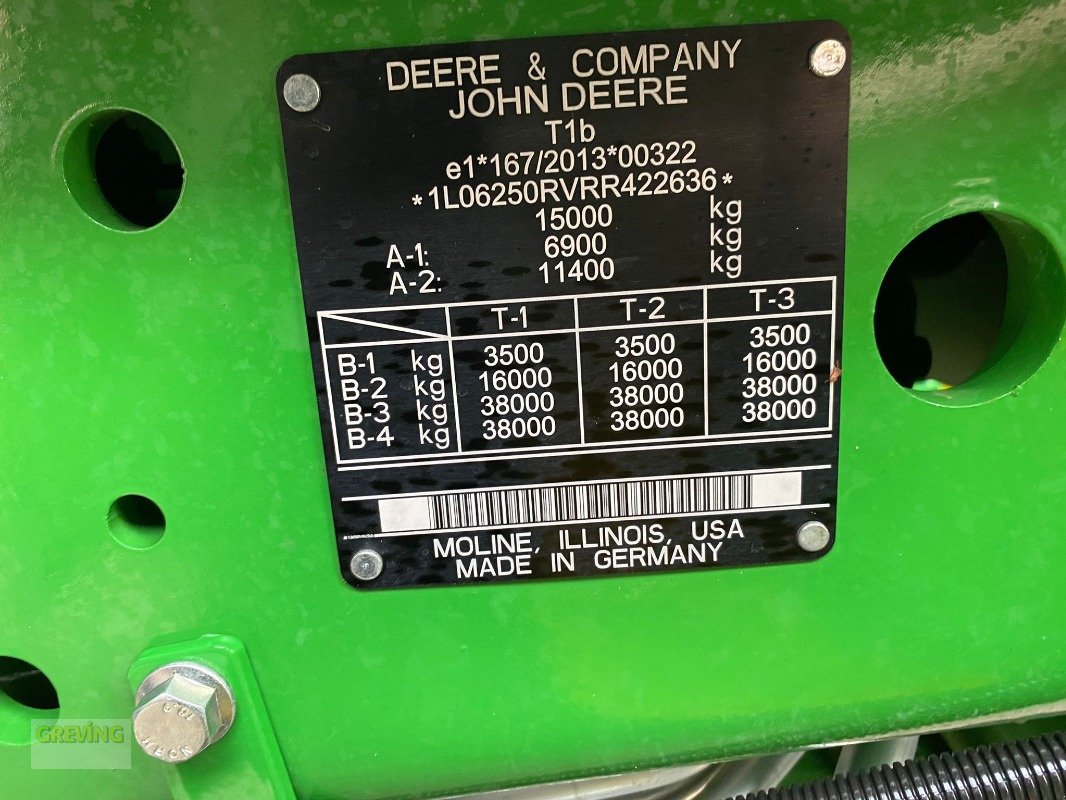 DEERE & COMPANY
JOHN DEERE
T1b
e1*167/2013*00322
*1L06250RVRR422636*
15000 kg
A-1: 6900 kg
A-2: 11400 kg
T-1 T-2 T-3
B-1 kg 3500 3500 3500
B-2 kg 16000 16000 16000
B-3 kg 38000 38000 38000
B-4 kg 38000 38000 38000
MOLINE, ILLINOIS, USA
MADE IN GERMANY
10.9
GREVING